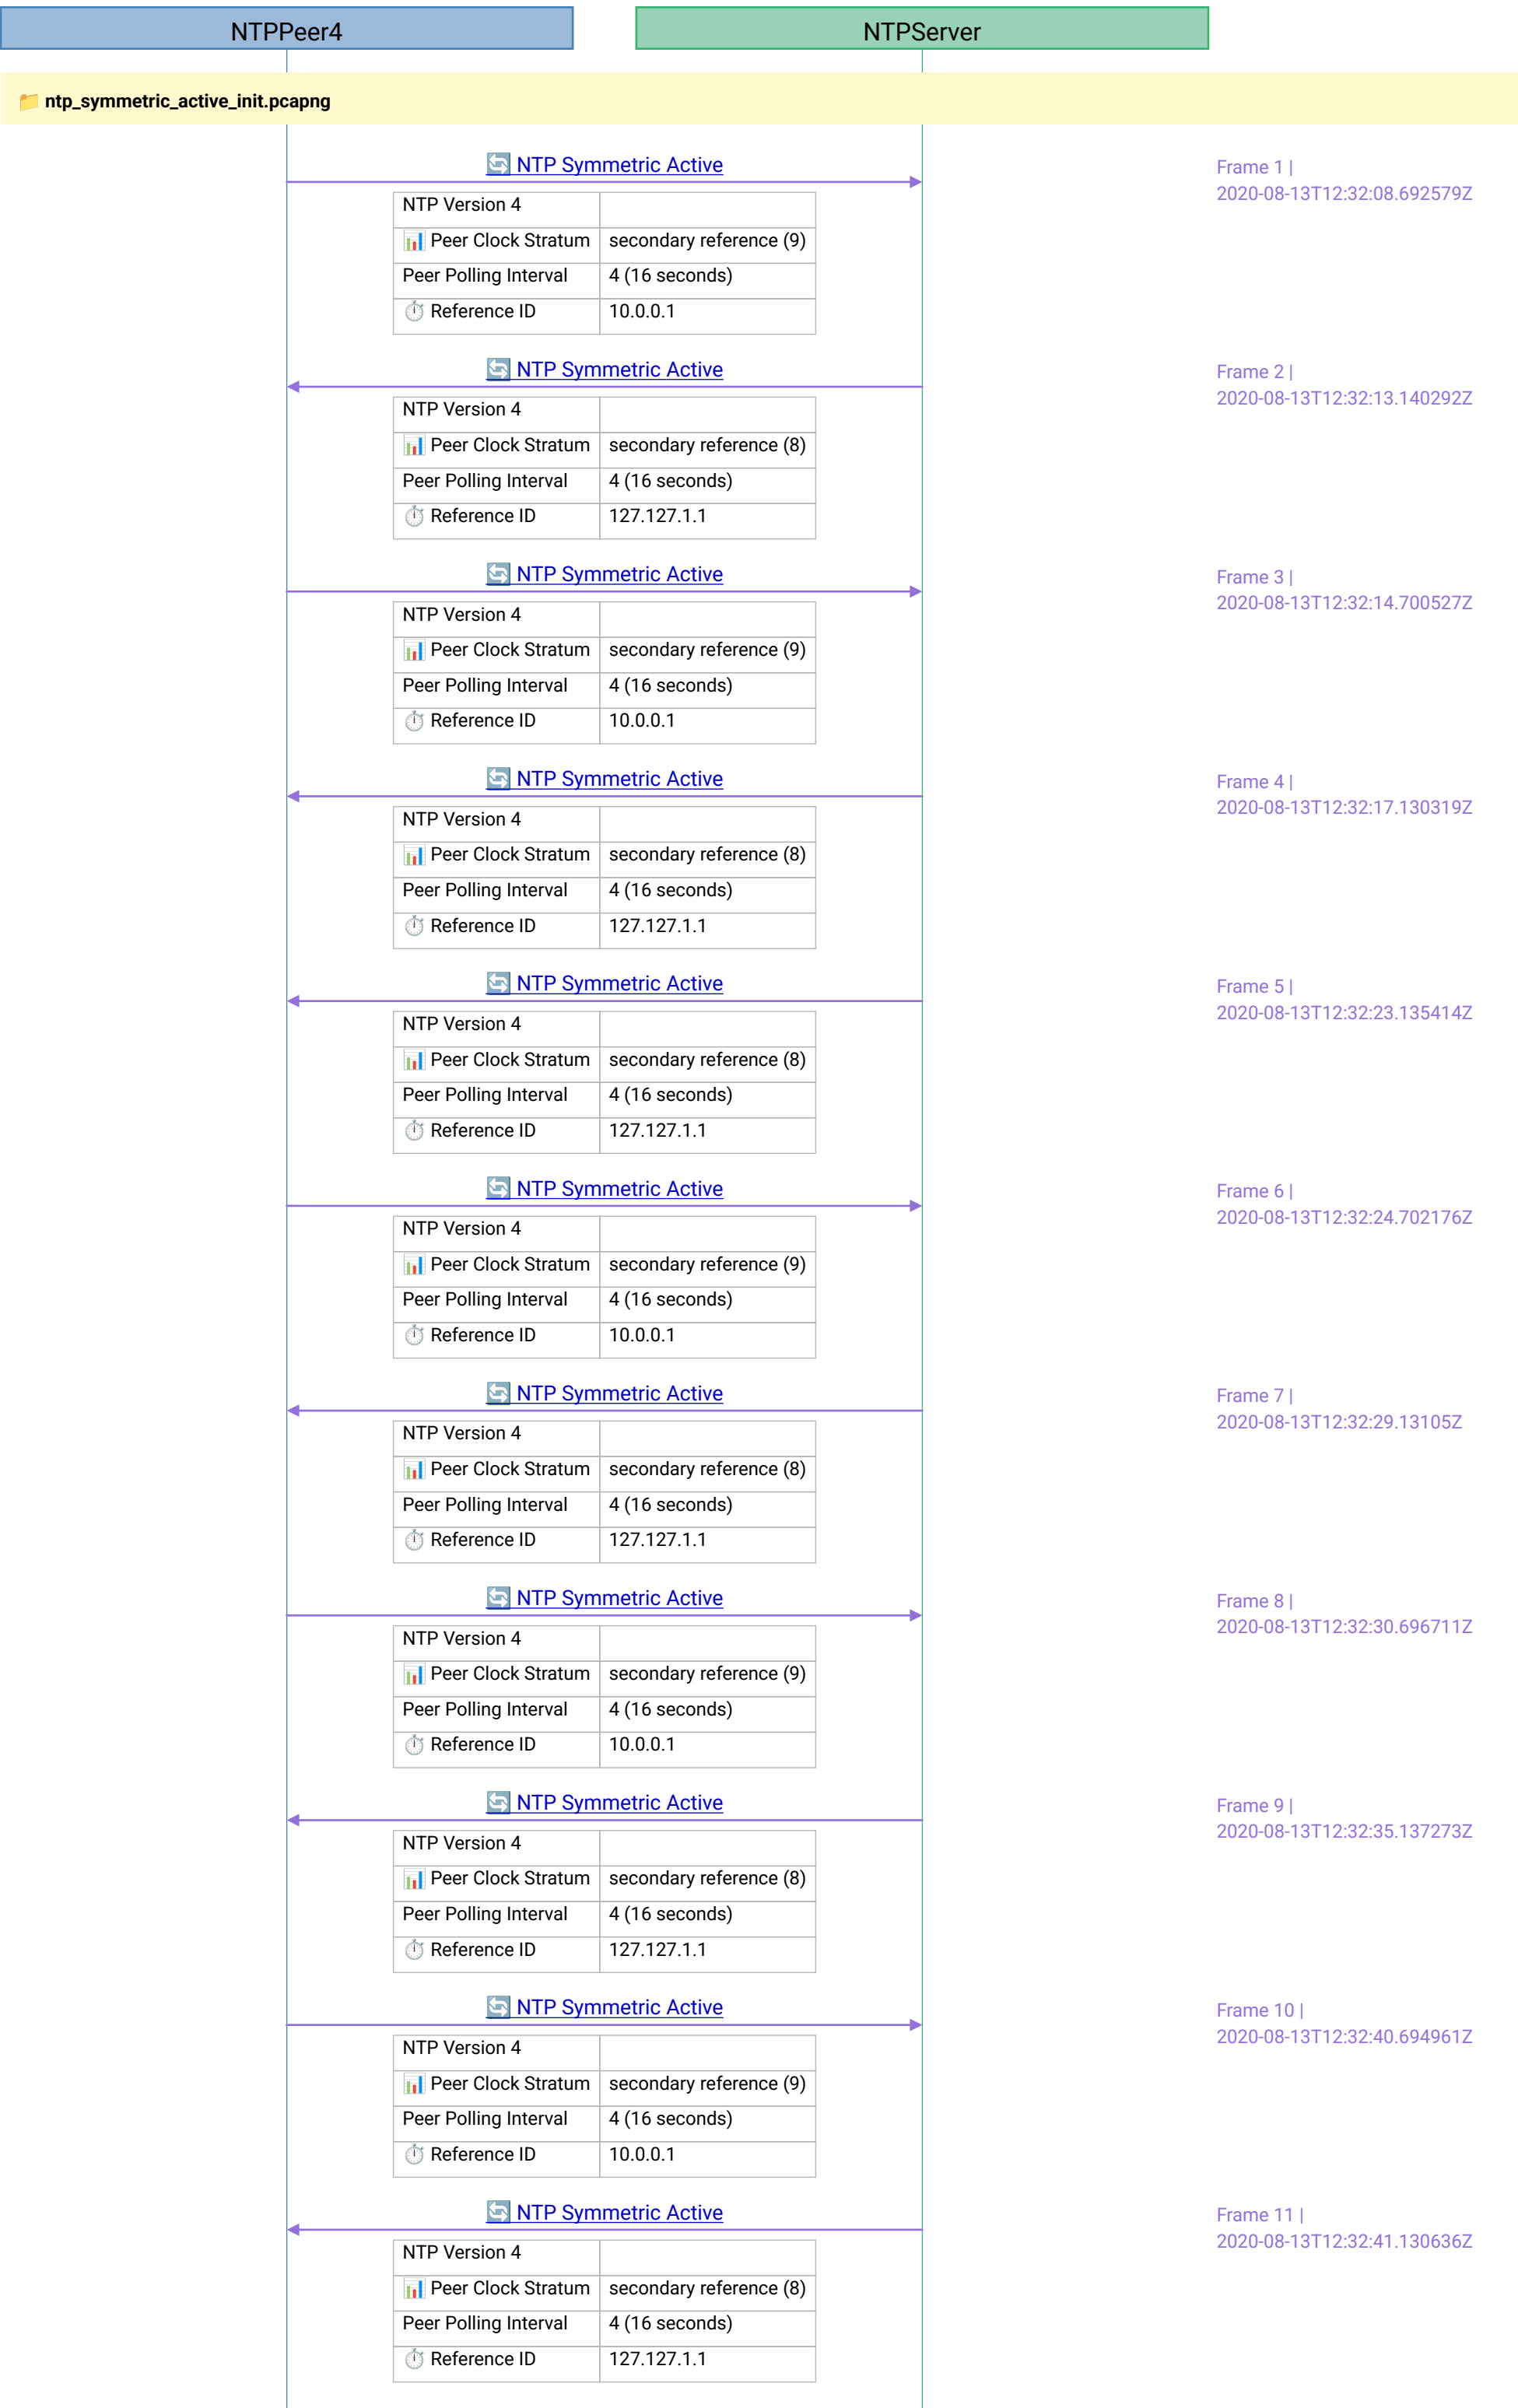 NTPPeer4
NTPServer
📁 ntp_symmetric_active_init.pcapng
🔄 NTP Symmetric Active
Frame 1 |
2020-08-13T12:32:08.692579Z
NTP Version 4
📊 Peer Clock Stratum secondary reference (9)
Peer Polling Interval 4 (16 seconds)
⏱️ Reference ID 10.0.0.1
🔄 NTP Symmetric Active
Frame 2 |
2020-08-13T12:32:13.140292Z
NTP Version 4
📊 Peer Clock Stratum secondary reference (8)
Peer Polling Interval 4 (16 seconds)
⏱️ Reference ID 127.127.1.1
🔄 NTP Symmetric Active
Frame 3 |
2020-08-13T12:32:14.700527Z
NTP Version 4
📊 Peer Clock Stratum secondary reference (9)
Peer Polling Interval 4 (16 seconds)
⏱️ Reference ID 10.0.0.1
🔄 NTP Symmetric Active
Frame 4 |
2020-08-13T12:32:17.130319Z
NTP Version 4
📊 Peer Clock Stratum secondary reference (8)
Peer Polling Interval 4 (16 seconds)
⏱️ Reference ID 127.127.1.1
🔄 NTP Symmetric Active
Frame 5 |
2020-08-13T12:32:23.135414Z
NTP Version 4
📊 Peer Clock Stratum secondary reference (8)
Peer Polling Interval 4 (16 seconds)
⏱️ Reference ID 127.127.1.1
🔄 NTP Symmetric Active
Frame 6 |
2020-08-13T12:32:24.702176Z
NTP Version 4
📊 Peer Clock Stratum secondary reference (9)
Peer Polling Interval 4 (16 seconds)
⏱️ Reference ID 10.0.0.1
🔄 NTP Symmetric Active
Frame 7 |
2020-08-13T12:32:29.13105Z
NTP Version 4
📊 Peer Clock Stratum secondary reference (8)
Peer Polling Interval 4 (16 seconds)
⏱️ Reference ID 127.127.1.1
🔄 NTP Symmetric Active
Frame 8 |
2020-08-13T12:32:30.696711Z
NTP Version 4
📊 Peer Clock Stratum secondary reference (9)
Peer Polling Interval 4 (16 seconds)
⏱️ Reference ID 10.0.0.1
🔄 NTP Symmetric Active
Frame 9 |
2020-08-13T12:32:35.137273Z
NTP Version 4
📊 Peer Clock Stratum secondary reference (8)
Peer Polling Interval 4 (16 seconds)
⏱️ Reference ID 127.127.1.1
🔄 NTP Symmetric Active
Frame 10 |
2020-08-13T12:32:40.694961Z
NTP Version 4
📊 Peer Clock Stratum secondary reference (9)
Peer Polling Interval 4 (16 seconds)
⏱️ Reference ID 10.0.0.1
🔄 NTP Symmetric Active
Frame 11 |
2020-08-13T12:32:41.130636Z
NTP Version 4
📊 Peer Clock Stratum secondary reference (8)
Peer Polling Interval 4 (16 seconds)
⏱️ Reference ID 127.127.1.1